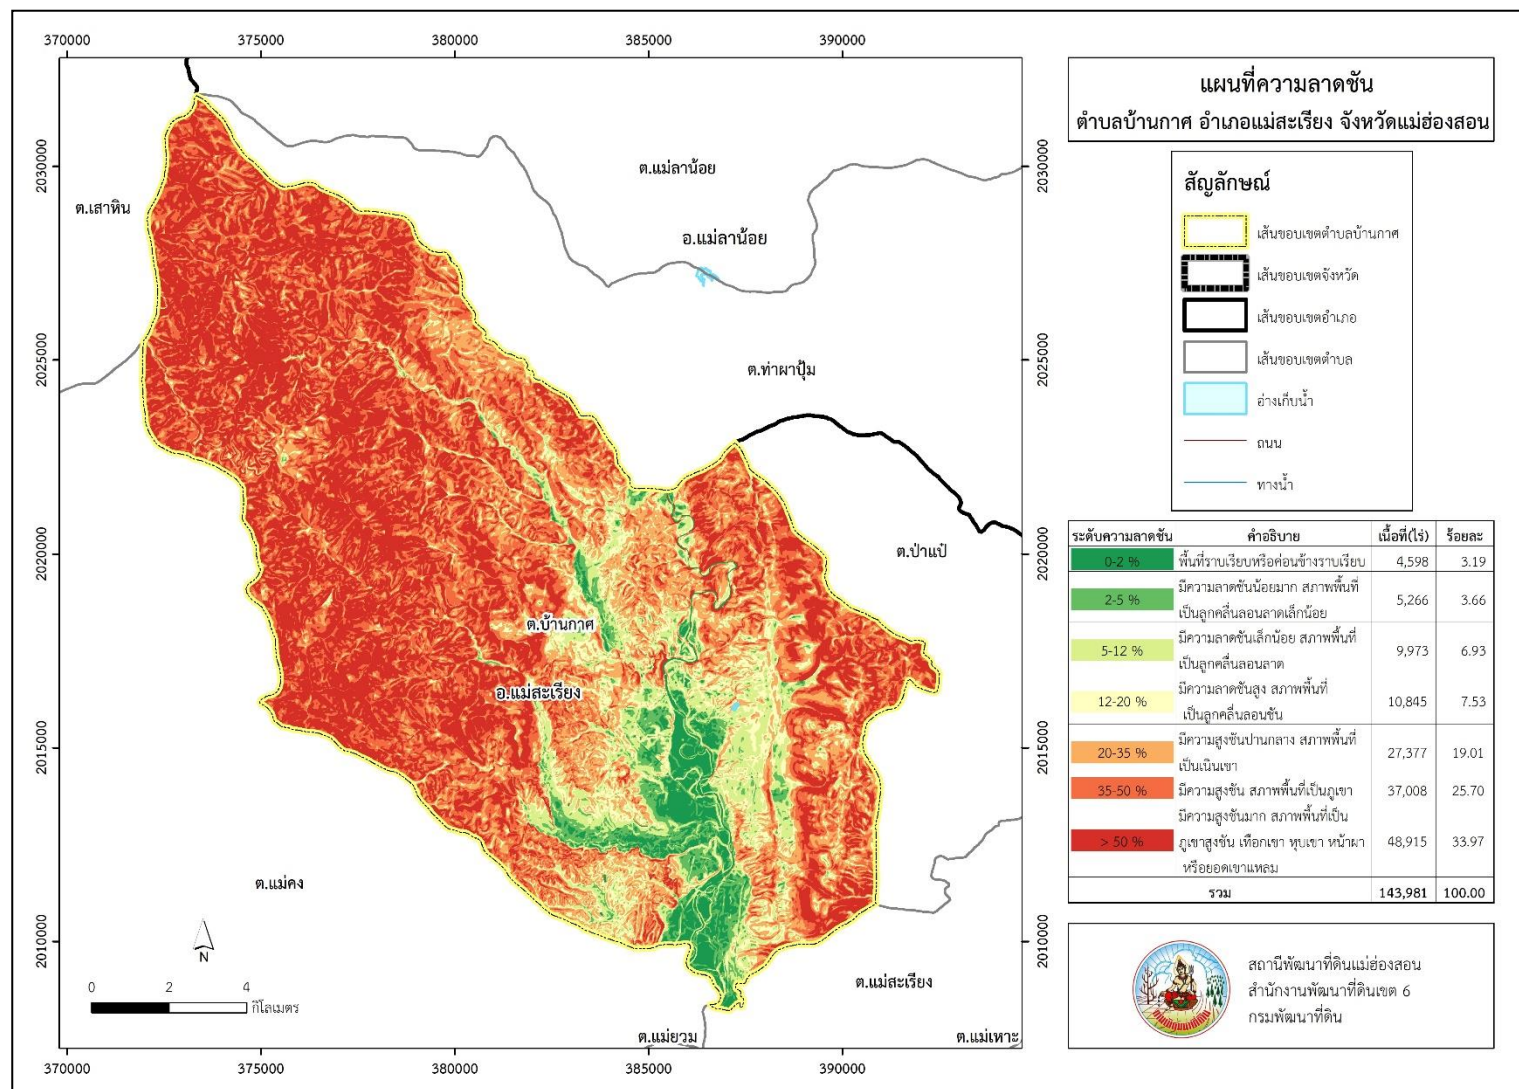 370000 375000 380000 385000 390000
แผนที่ความลาดชัน
ตำบลบ้านกาศ อำเภอแม่สะเรียง จังหวัดแม่ฮ่องสอน
2030000
2025000
2020000
2015000
2010000
2030000
2025000
2020000
2015000
2010000
ต.แม่ลาน้อย
ต.เสาหิน
อ.แม่ลาน้อย
ต.ท่าผาปุ้ม
ต.ป่าแป๋
ต.บ้านกาศ
อ.แม่สะเรียง
ต.แม่คง
ต.แม่สะเรียง
ต.แม่ยวม
ต.แม่เหาะ
N
0 2 4
กิโลเมตร
370000 375000 380000 385000 390000
สัญลักษณ์
เส้นขอบเขตตำบลบ้านกาศ
เส้นขอบเขตจังหวัด
เส้นขอบเขตอำเภอ
เส้นขอบเขตตำบล
อ่างเก็บน้ำ
ถนน
ทางน้ำ
ระดับความลาดชัน คำอธิบาย เนื้อที่(ไร่) ร้อยละ
0-2 % พื้นที่ราบเรียบหรือค่อนข้างราบเรียบ 4,598 3.19
มีความลาดชันน้อยมาก สภาพพื้นที่
2-5 % 5,266 3.66
เป็นลูกคลื่นลอนลาดเล็กน้อย
มีความลาดชันเล็กน้อย สภาพพื้นที่
5-12 % 9,973 6.93
เป็นลูกคลื่นลอนลาด
มีความลาดชันสูง สภาพพื้นที่
12-20 % 10,845 7.53
เป็นลูกคลื่นลอนชัน
มีความสูงชันปานกลาง สภาพพื้นที่
20-35 % 27,377 19.01
เป็นเนินเขา
35-50 % มีความสูงชัน สภาพพื้นที่เป็นภูเขา 37,008 25.70
มีความสูงชันมาก สภาพพื้นที่เป็น
> 50 % ภูเขาสูงชัน เทือกเขา หุบเขา หน้าผา 48,915 33.97
หรือยอดเขาแหลม
รวม 143,981 100.00
สถานีพัฒนาที่ดินแม่ฮ่องสอน
สำนักงานพัฒนาที่ดินเขต 6
กรมพัฒนาที่ดิน